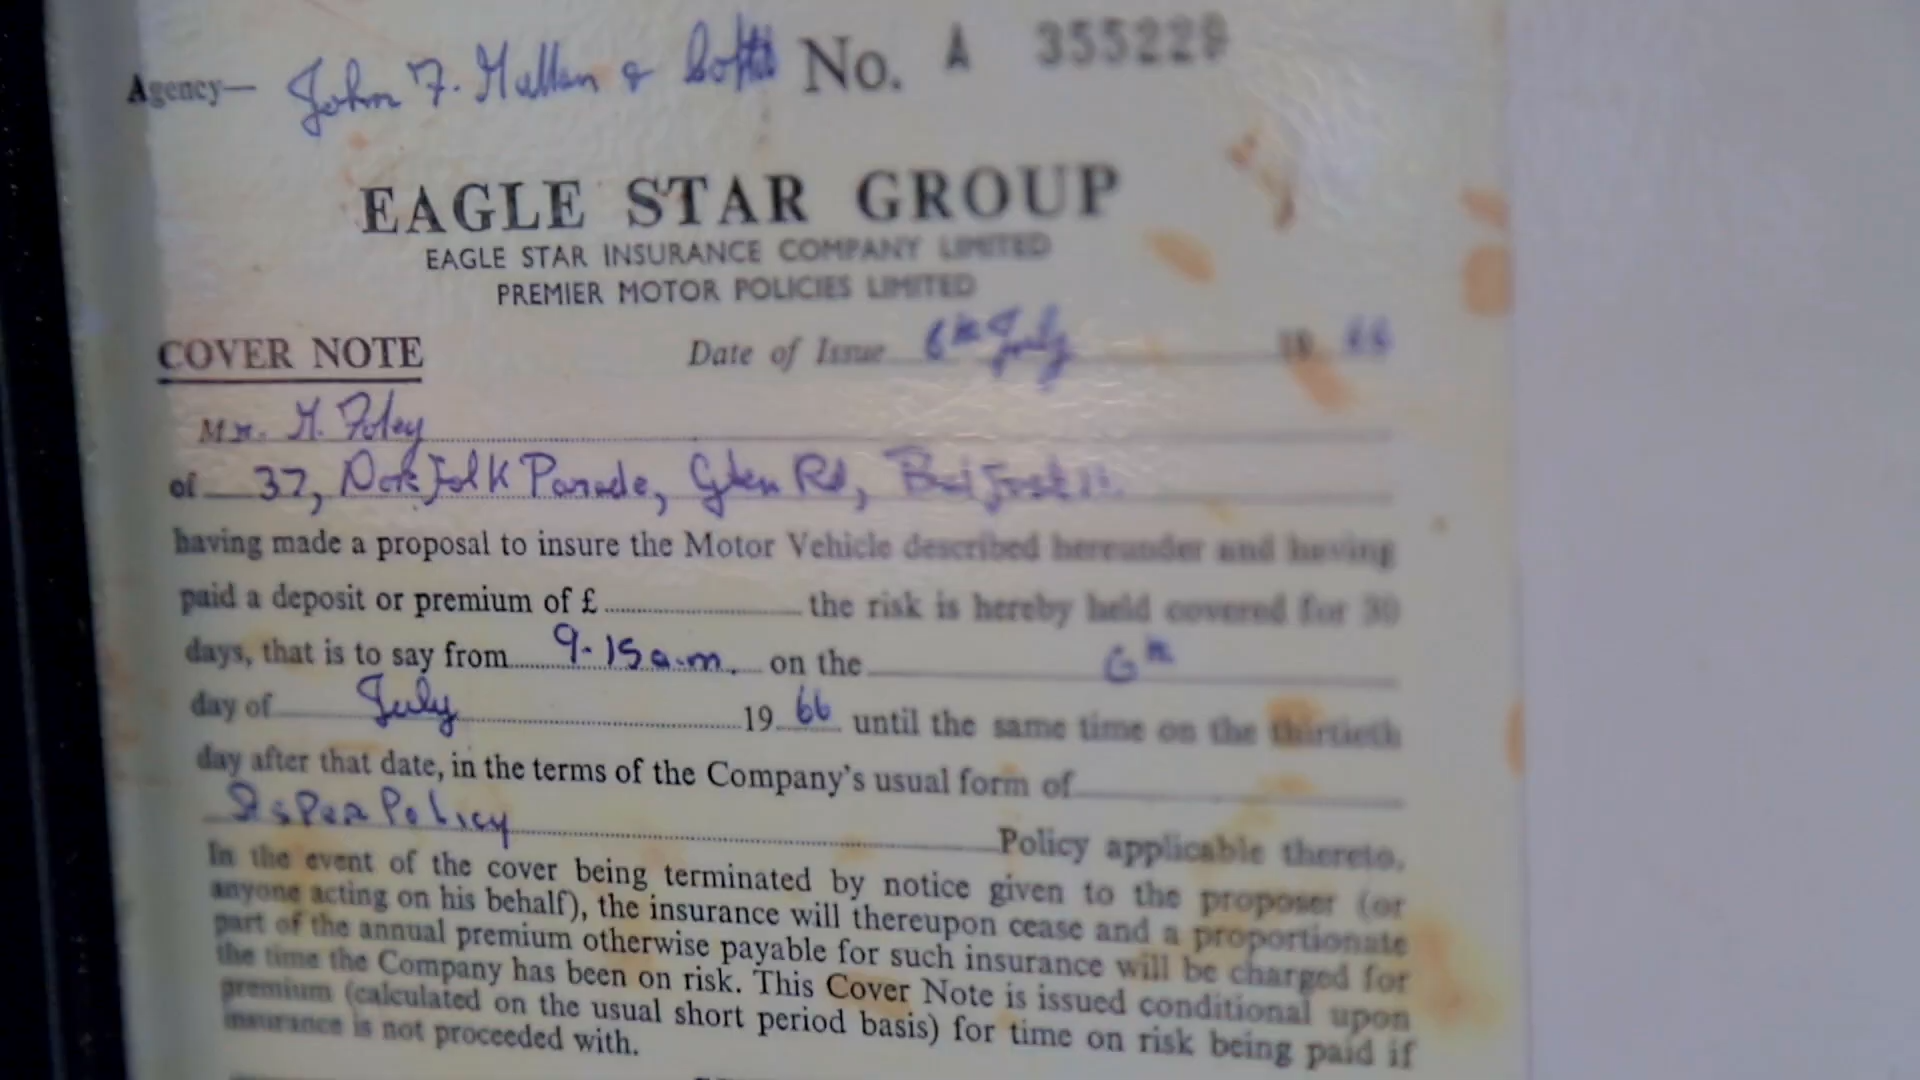 Agency— John F. Mullan & No. A 355229
EAGLE STAR GROUP
EAGLE STAR INSURANCE COMPANY LIMITED
PREMIER MOTOR POLICIES LIMITED
COVER NOTE Date of Issue 6th July 19 66
Mr. M. Foley
of 37, Norfolk Parade, Glen Rd, Belfast 11.
having made a proposal to insure the Motor Vehicle described hereunder and having
paid a deposit or premium of £ the risk is hereby held covered for 30
days, that is to say from 9-15 a.m. on the 6th
day of July 19 66 until the same time on the thirtieth
day after that date, in the terms of the Company's usual form of
As Per Policy Policy applicable thereto.
In the event of the cover being terminated by notice given to the proposer (or
anyone acting on his behalf), the insurance will thereupon cease and a proportionate
part of the annual premium otherwise payable for such insurance will be charged for
the time the Company has been on risk. This Cover Note is issued conditional upon
premium (calculated on the usual short period basis) for time on risk being paid if
insurance is not proceeded with.